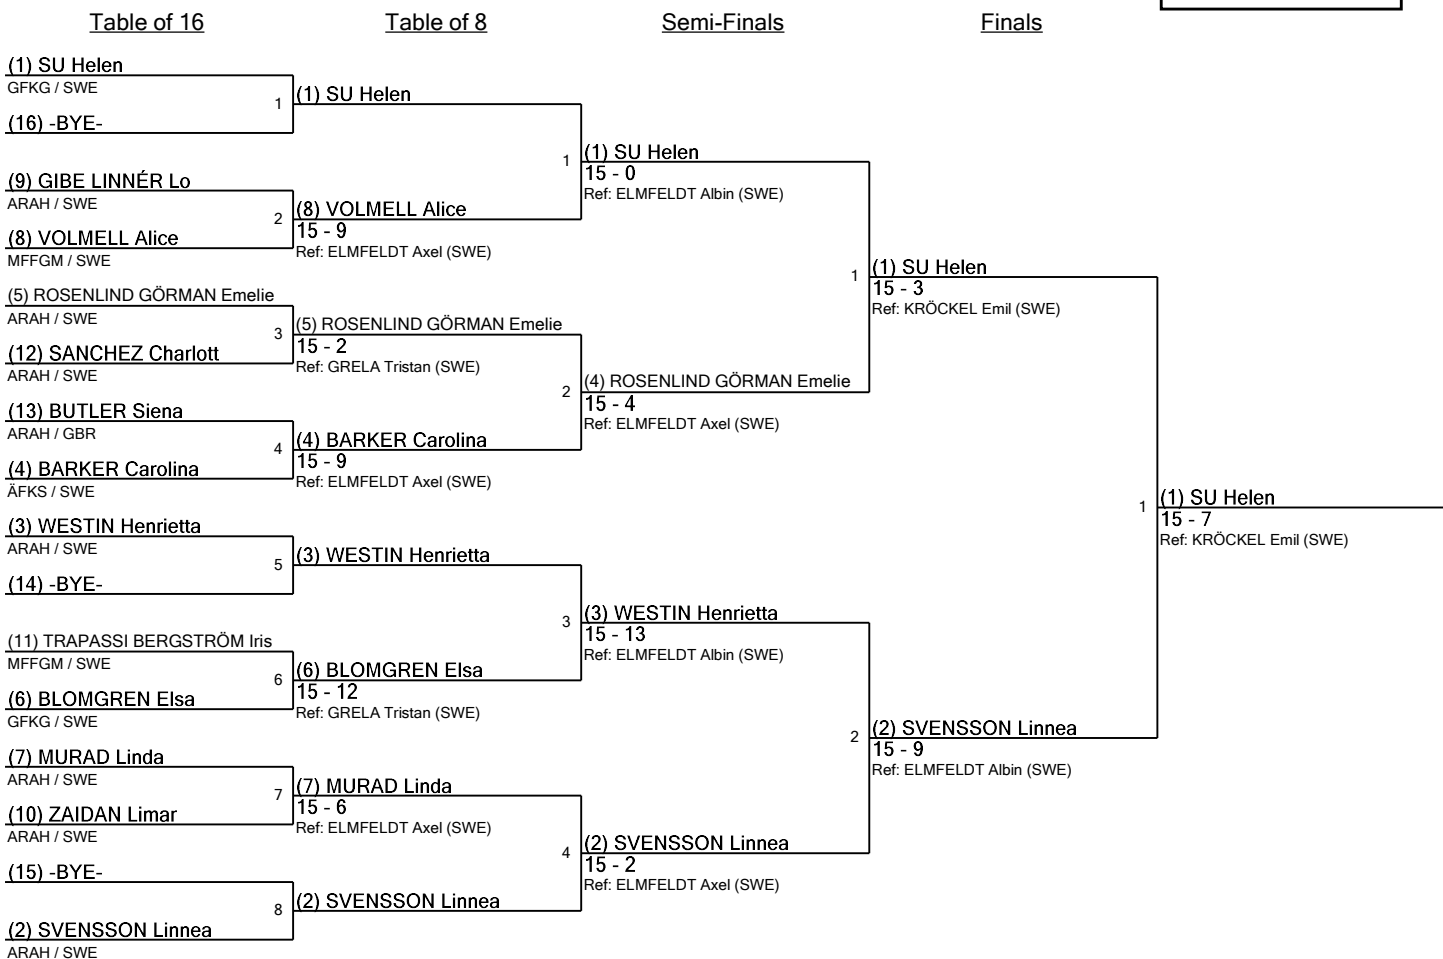 Table of 16
Table of 8
Semi-Finals
Finals
(1) SU Helen
GFKG / SWE
1
(16) -BYE-
(9) GIBE LINNÉR Lo
ARAH / SWE
2
(8) VOLMELL Alice
MFFGM / SWE
(5) ROSENLIND GÖRMAN Emelie
ARAH / SWE
3
(12) SANCHEZ Charlott
ARAH / SWE
(13) BUTLER Siena
ARAH / GBR
4
(4) BARKER Carolina
ÄFKS / SWE
(3) WESTIN Henrietta
ARAH / SWE
5
(14) -BYE-
(11) TRAPASSI BERGSTRÖM Iris
MFFGM / SWE
6
(6) BLOMGREN Elsa
GFKG / SWE
(7) MURAD Linda
ARAH / SWE
7
(10) ZAIDAN Limar
ARAH / SWE
(15) -BYE-
8
(2) SVENSSON Linnea
ARAH / SWE
(1) SU Helen
1
(8) VOLMELL Alice
15 - 9
Ref: ELMFELDT Axel (SWE)
(5) ROSENLIND GÖRMAN Emelie
15 - 2
Ref: GRELA Tristan (SWE)
2
(4) BARKER Carolina
15 - 9
Ref: ELMFELDT Axel (SWE)
(3) WESTIN Henrietta
3
(6) BLOMGREN Elsa
15 - 12
Ref: GRELA Tristan (SWE)
(7) MURAD Linda
15 - 6
Ref: ELMFELDT Axel (SWE)
4
(2) SVENSSON Linnea
(1) SU Helen
15 - 0
Ref: ELMFELDT Albin (SWE)
1
(4) ROSENLIND GÖRMAN Emelie
15 - 4
Ref: ELMFELDT Axel (SWE)
(3) WESTIN Henrietta
15 - 13
Ref: ELMFELDT Albin (SWE)
2
(2) SVENSSON Linnea
15 - 2
Ref: ELMFELDT Axel (SWE)
(1) SU Helen
15 - 3
Ref: KRÖCKEL Emil (SWE)
1
(2) SVENSSON Linnea
15 - 9
Ref: ELMFELDT Albin (SWE)
(1) SU Helen
15 - 7
Ref: KRÖCKEL Emil (SWE)